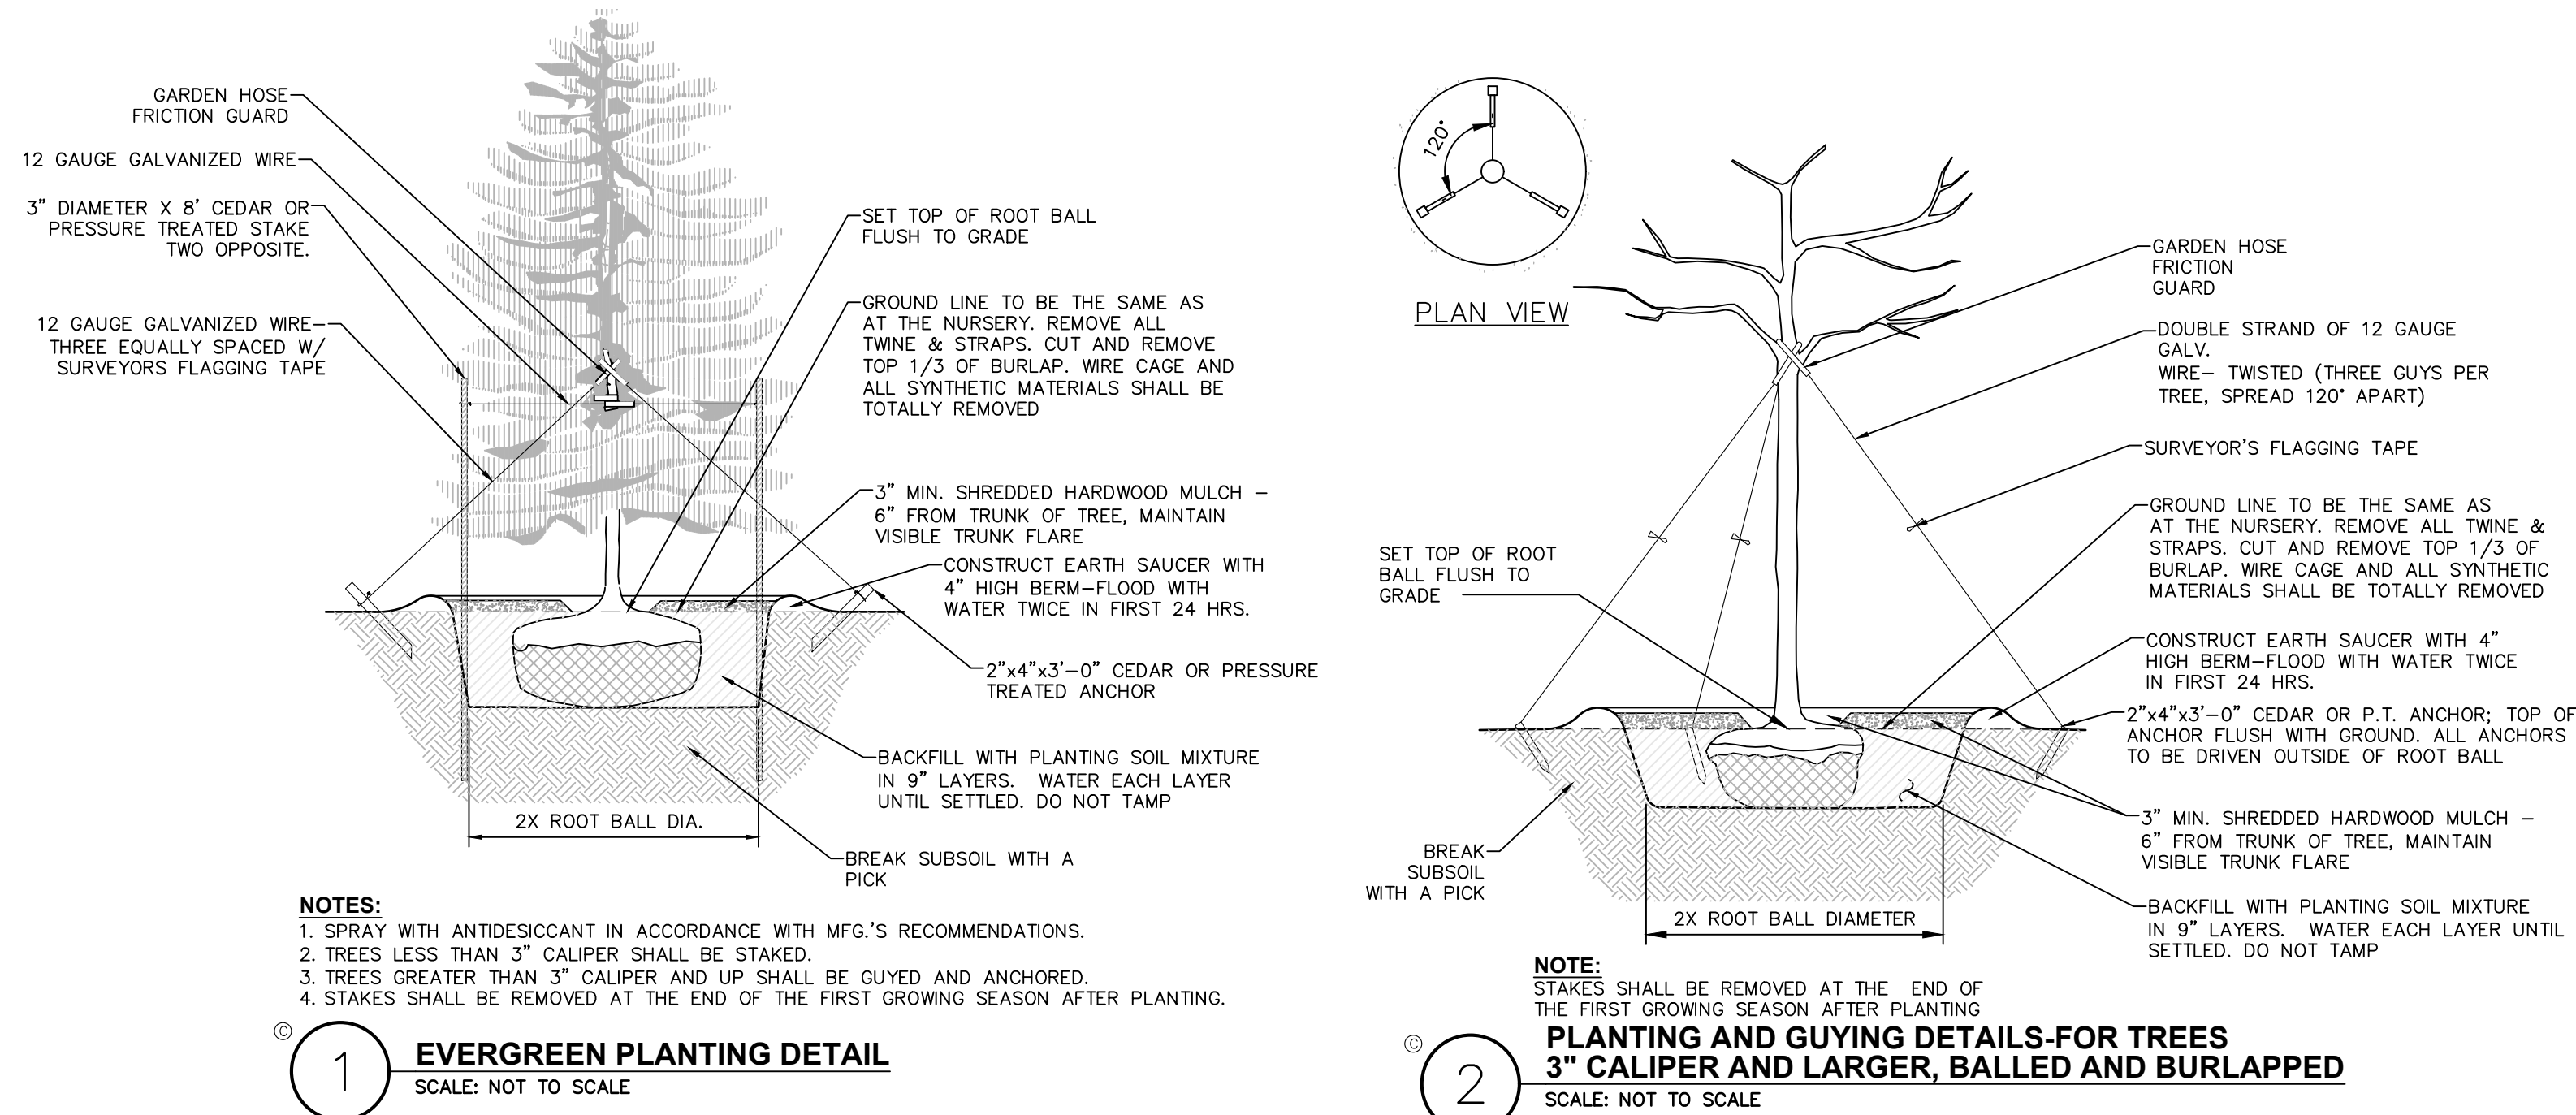 GARDEN HOSE
FRICTION GUARD
12 GAUGE GALVANIZED WIRE
3” DIAMETER X 8’ CEDAR OR
PRESSURE TREATED STAKE
TWO OPPOSITE.
12 GAUGE GALVANIZED WIRE–
THREE EQUALLY SPACED W/
SURVEYORS FLAGGING TAPE
SET TOP OF ROOT BALL
FLUSH TO GRADE
GROUND LINE TO BE THE SAME AS
AT THE NURSERY. REMOVE ALL
TWINE & STRAPS. CUT AND REMOVE
TOP 1/3 OF BURLAP. WIRE CAGE AND
ALL SYNTHETIC MATERIALS SHALL BE
TOTALLY REMOVED
3” MIN. SHREDDED HARDWOOD MULCH –
6” FROM TRUNK OF TREE, MAINTAIN
VISIBLE TRUNK FLARE
CONSTRUCT EARTH SAUCER WITH
4” HIGH BERM–FLOOD WITH
WATER TWICE IN FIRST 24 HRS.
2”x4”x3’–0” CEDAR OR PRESSURE
TREATED ANCHOR
BACKFILL WITH PLANTING SOIL MIXTURE
IN 9” LAYERS. WATER EACH LAYER
UNTIL SETTLED. DO NOT TAMP
2X ROOT BALL DIA.
BREAK SUBSOIL WITH A
PICK
NOTES:
1. SPRAY WITH ANTIDESICCANT IN ACCORDANCE WITH MFG.’S RECOMMENDATIONS.
2. TREES LESS THAN 3” CALIPER SHALL BE STAKED.
3. TREES GREATER THAN 3” CALIPER AND UP SHALL BE GUYED AND ANCHORED.
4. STAKES SHALL BE REMOVED AT THE END OF THE FIRST GROWING SEASON AFTER PLANTING.
©
1
EVERGREEN PLANTING DETAIL
SCALE: NOT TO SCALE
120°
PLAN VIEW
GARDEN HOSE
FRICTION
GUARD
DOUBLE STRAND OF 12 GAUGE
GALV.
WIRE– TWISTED (THREE GUYS PER
TREE, SPREAD 120° APART)
SURVEYOR’S FLAGGING TAPE
GROUND LINE TO BE THE SAME AS
AT THE NURSERY. REMOVE ALL TWINE &
STRAPS. CUT AND REMOVE TOP 1/3 OF
BURLAP. WIRE CAGE AND ALL SYNTHETIC
MATERIALS SHALL BE TOTALLY REMOVED
SET TOP OF ROOT
BALL FLUSH TO
GRADE
CONSTRUCT EARTH SAUCER WITH 4”
HIGH BERM–FLOOD WITH WATER TWICE
IN FIRST 24 HRS.
2”x4”x3’–0” CEDAR OR P.T. ANCHOR; TOP OF
ANCHOR FLUSH WITH GROUND. ALL ANCHORS
TO BE DRIVEN OUTSIDE OF ROOT BALL
3” MIN. SHREDDED HARDWOOD MULCH –
6” FROM TRUNK OF TREE, MAINTAIN
VISIBLE TRUNK FLARE
BREAK
SUBSOIL
WITH A PICK
BACKFILL WITH PLANTING SOIL MIXTURE
IN 9” LAYERS. WATER EACH LAYER UNTIL
SETTLED. DO NOT TAMP
2X ROOT BALL DIAMETER
NOTE:
STAKES SHALL BE REMOVED AT THE END OF
THE FIRST GROWING SEASON AFTER PLANTING
©
2
PLANTING AND GUYING DETAILS-FOR TREES
3" CALIPER AND LARGER, BALLED AND BURLAPPED
SCALE: NOT TO SCALE